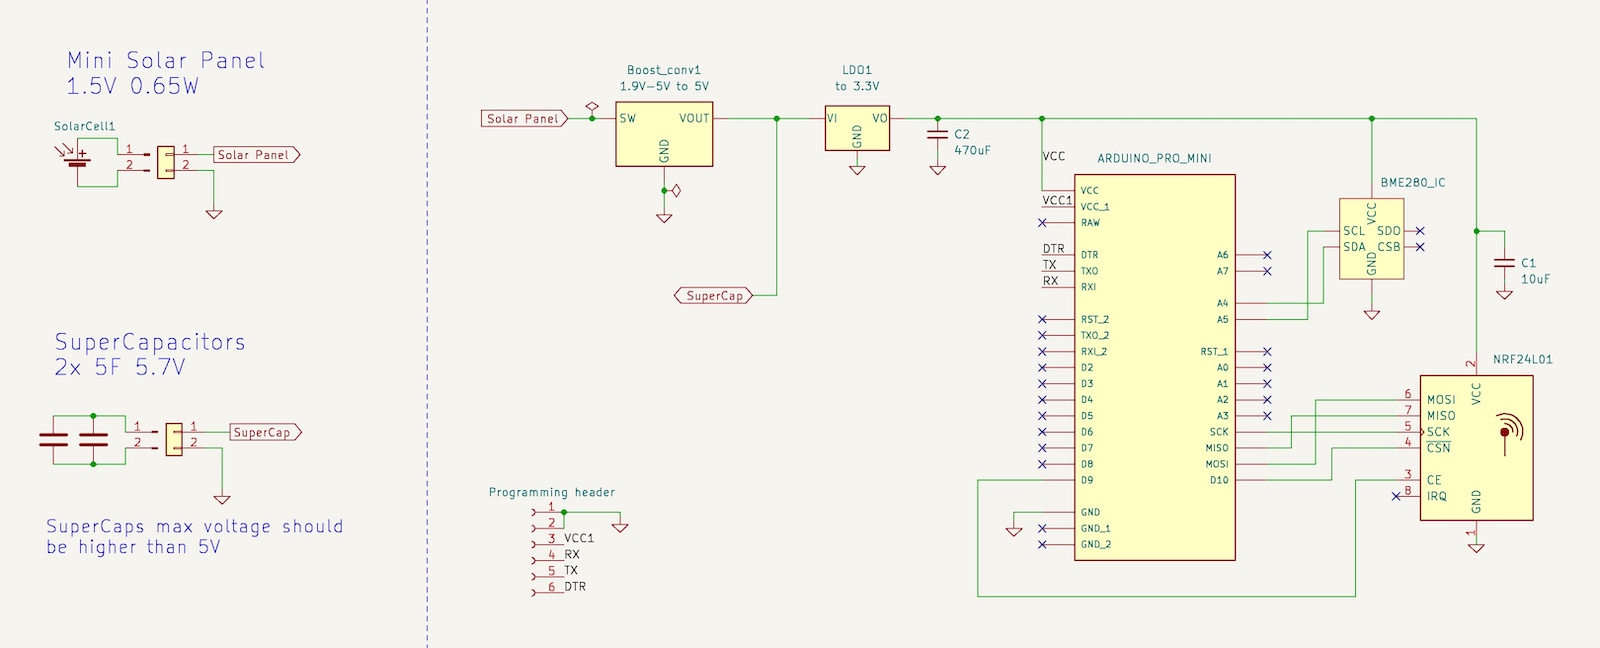 Mini Solar Panel
1.5V 0.65W
SolarCell1
1
2
1
2
Solar Panel
SuperCapacitors
2x 5F 5.7V
1
2
1
2
SuperCap
SuperCaps max voltage should
be higher than 5V
Solar Panel
Boost_conv1
1.9V-5V to 5V
SW
VOUT
GND
SuperCap
LDO1
to 3.3V
VI
VO
GND
C2
470uF
Programming header
1
2
3
VCC1
4
RX
5
TX
6
DTR
VCC
VCC1
DTR
TX
RX
ARDUINO_PRO_MINI
VCC
VCC_1
RAW
DTR
TXO
RXI
RST_2
TXO_2
RXI_2
D2
D3
D4
D5
D6
D7
D8
D9
GND
GND_1
GND_2
A6
A7
A4
A5
RST_1
A0
A1
A2
A3
SCK
MISO
MOSI
D10
BME280_IC
VCC
SCL
SDO
SDA
CSB
GND
C1
10uF
NRF24L01
2
VCC
6
MOSI
7
MISO
5
SCK
4
CSN
3
CE
8
IRQ
GND
1